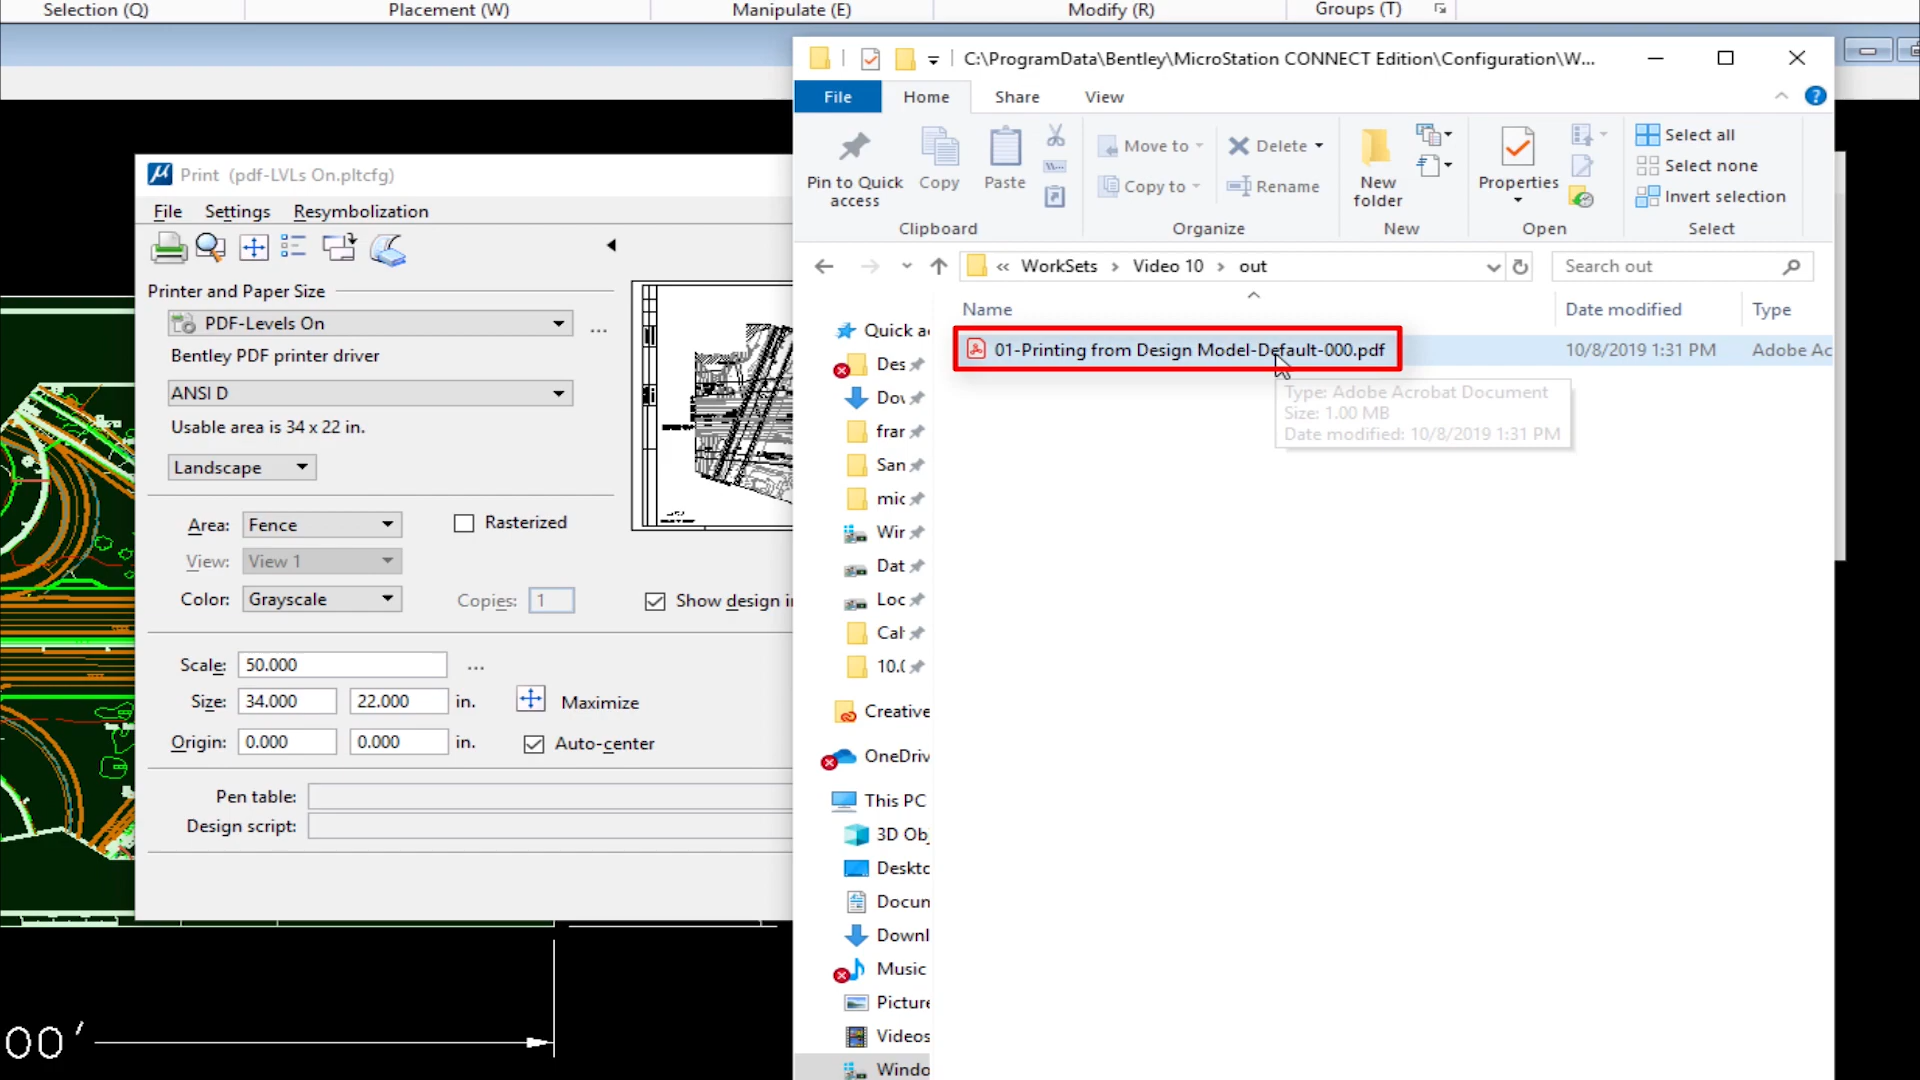 Selection (Q)
Placement (W)
Manipulate (E)
Modify (R)
Groups (T)
C:\ProgramData\Bentley\MicroStation CONNECT Edition\Configuration\W...
File
Home
Share
View
Pin to Quick access
Copy
Paste
Move to
Copy to
Delete
Rename
New folder
Properties
Select all
Select none
Invert selection
Clipboard
Organize
New
Open
Select
« WorkSets › Video 10 › out
Search out
Name
Date modified
Type
01-Printing from Design Model-Default-000.pdf
10/8/2019 1:31 PM
Adobe Ac
Type: Adobe Acrobat Document
Size: 1.00 MB
Date modified: 10/8/2019 1:31 PM
Quick a
Des
Dov
frar
San
mic
Wir
Dat
Loc
Cal
10.0
Creative
OneDriv
This PC
3D Obj
Deskto
Docum
Downl
Music
Picture
Videos
Windo
Print (pdf-LVLs On.pltcfg)
File
Settings
Resymbolization
Printer and Paper Size
PDF-Levels On
...
Bentley PDF printer driver
ANSI D
Usable area is 34 x 22 in.
Landscape
Area: Fence
Rasterized
View: View 1
Color: Grayscale
Copies: 1
Show design i
Scale: 50.000
...
Size: 34.000 22.000 in.
Maximize
Origin: 0.000 0.000 in.
Auto-center
Pen table:
Design script:
00'